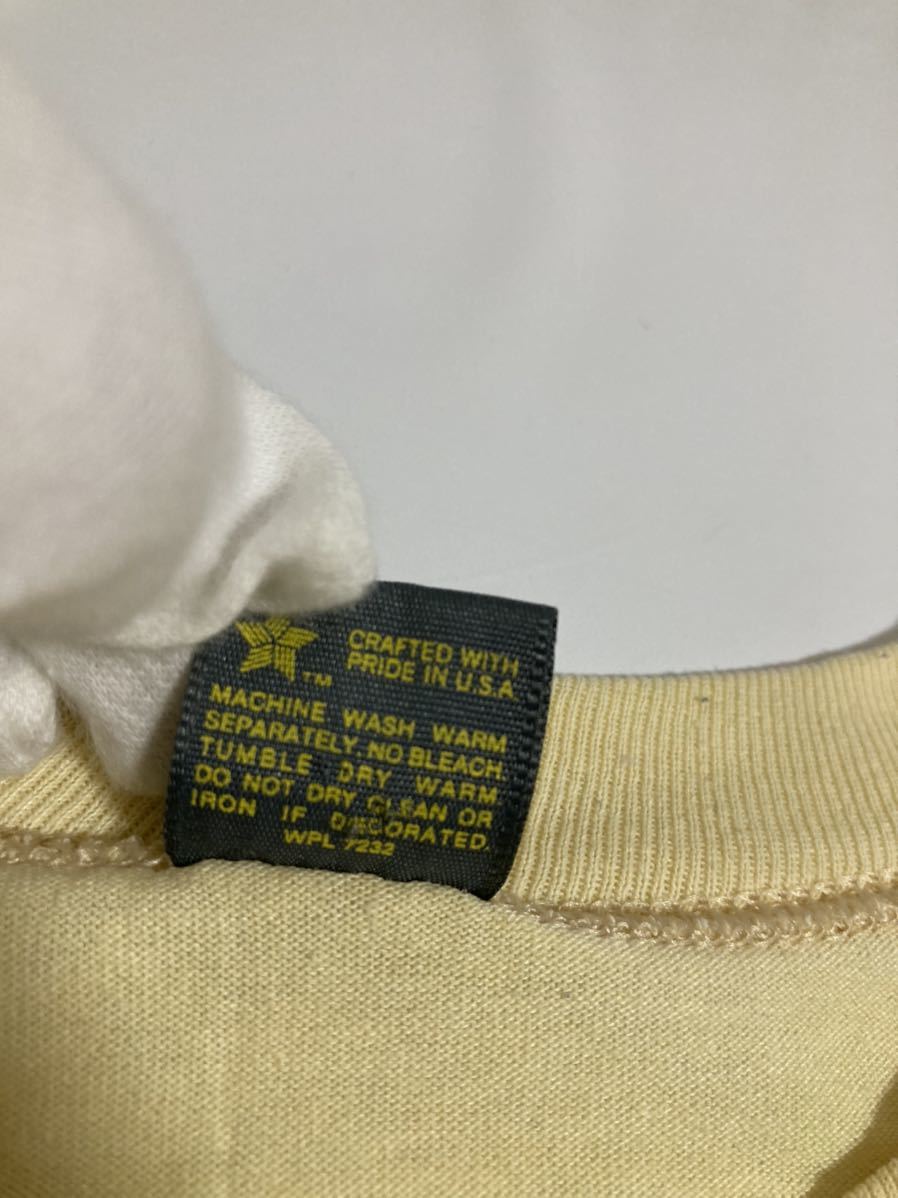 CRAFTED WITH
PRIDE IN U.S.A.
™
MACHINE WASH WARM
SEPARATELY. NO BLEACH.
TUMBLE DRY WARM
DO NOT DRY CLEAN OR
IRON IF DECORATED.
WPL 7232